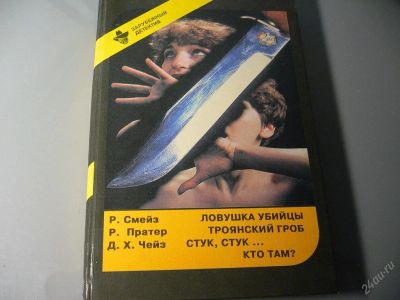 ЗАРУБЕЖНЫЙ
ДЕТЕКТИВ
Р. Смейз ЛОВУШКА УБИЙЦЫ
Р. Пратер ТРОЯНСКИЙ ГРОБ
Д. Х. Чейз СТУК, СТУК ...
КТО ТАМ?
24au.ru